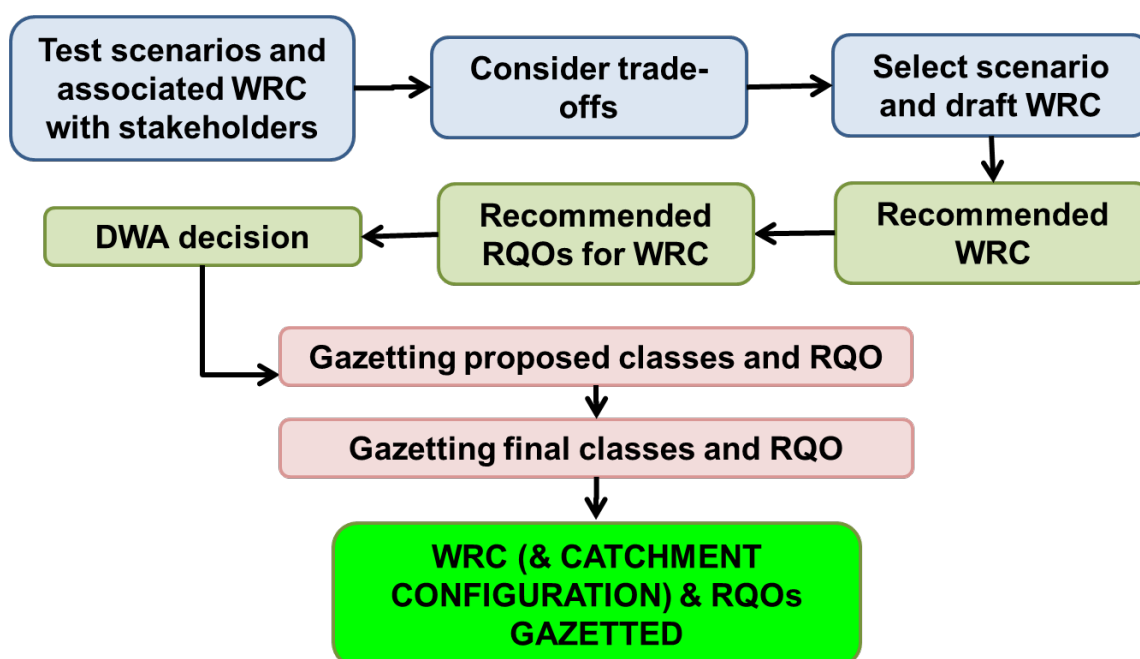 Test scenarios and
associated WRC
with stakeholders
Consider trade-
offs
Select scenario
and draft WRC
Recommended
WRC
Recommended
RQOs for WRC
DWA decision
Gazetting proposed classes and RQO
Gazetting final classes and RQO
WRC (& CATCHMENT
CONFIGURATION) & RQOs
GAZETTED